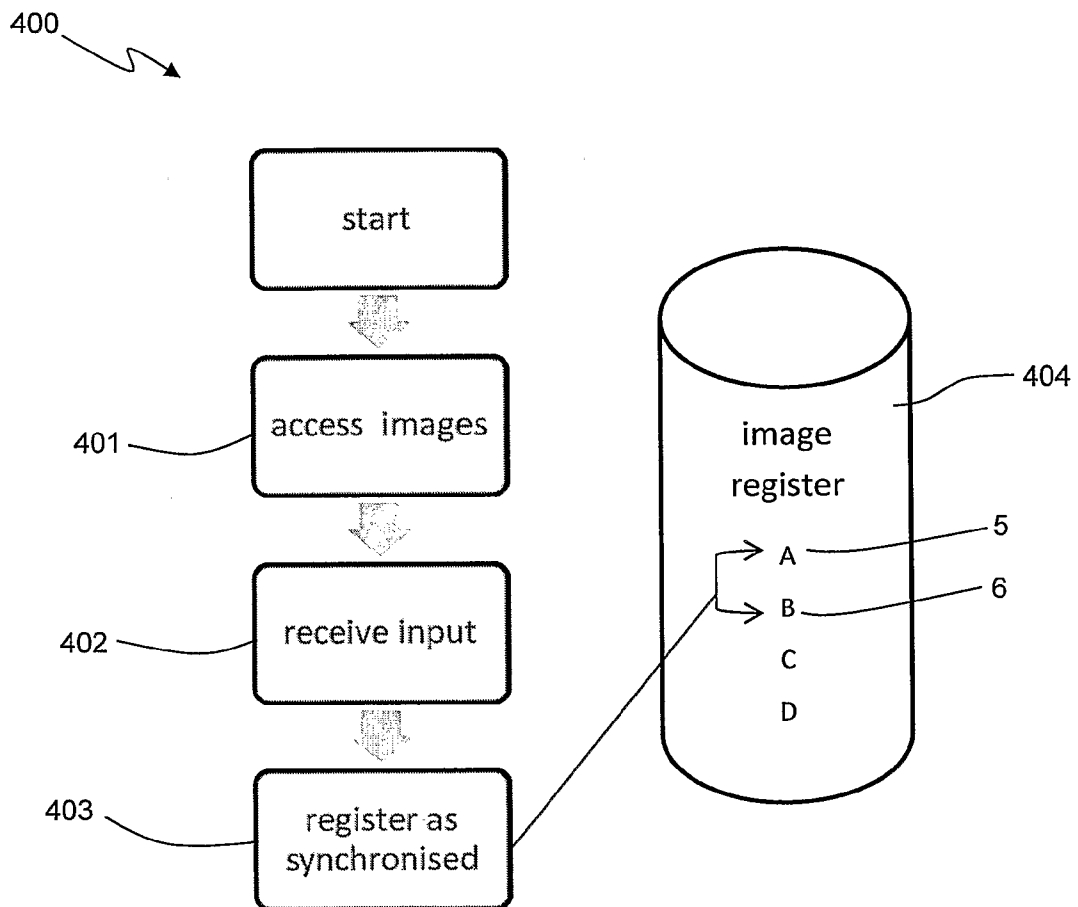 400
start
access images
401
receive input
402
register as
synchronised
403
404
image
register
A
5
B
6
C
D